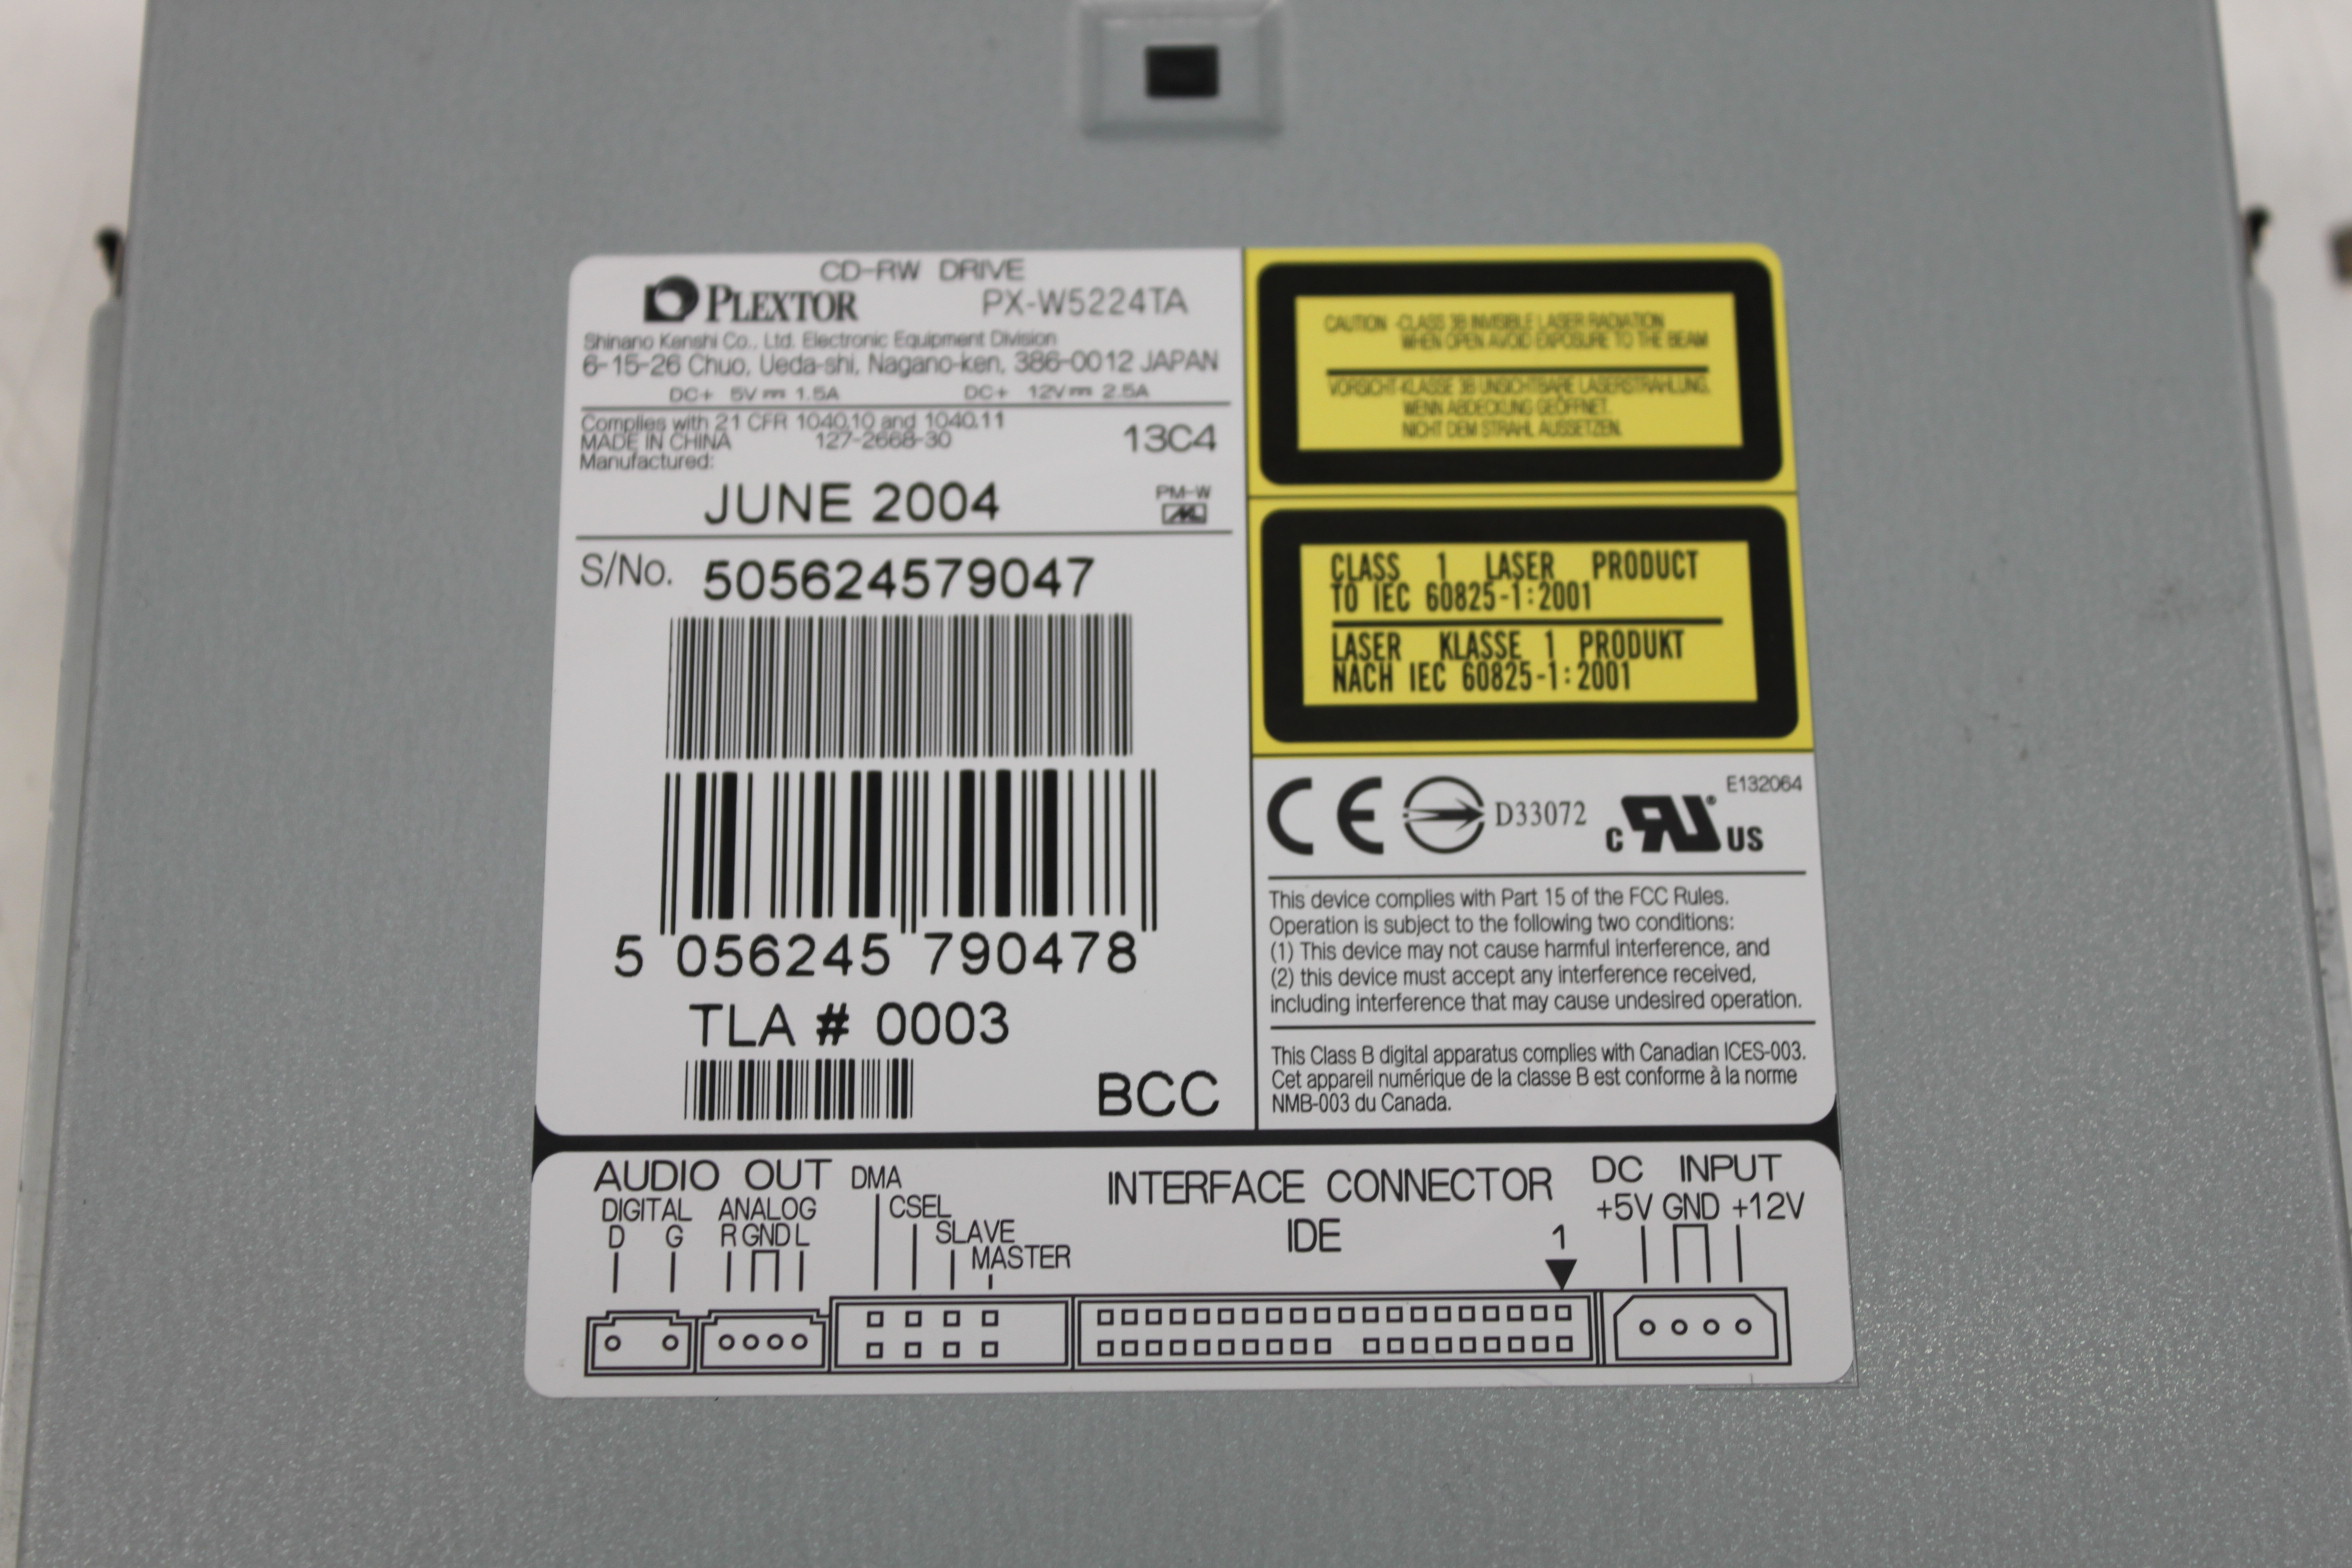 CD-RW DRIVE
PLEXTOR PX-W5224TA
Shinano Kenshi Co., Ltd. Electronic Equipment Division
6-15-26 Chuo, Ueda-shi, Nagano-ken, 386-0012 JAPAN
DC+ 5V 1.5A DC+ 12V 2.5A
Complies with 21 CFR 1040.10 and 1040.11
MADE IN CHINA 127-2668-30 13C4
Manufactured:
JUNE 2004 PM-W
S/No. 505624579047
5 056245 790478
TLA # 0003
BCC
CAUTION -CLASS 3B INVISIBLE LASER RADIATION
WHEN OPEN AVOID EXPOSURE TO THE BEAM
VORSICHT-KLASSE 3B UNSICHTBARE LASERSTRAHLUNG,
WENN ABDECKUNG GEÖFFNET.
NICHT DEM STRAHL AUSSETZEN.
CLASS 1 LASER PRODUCT
TO IEC 60825-1:2001
LASER KLASSE 1 PRODUKT
NACH IEC 60825-1:2001
E132064
CE D33072 c RU US
This device complies with Part 15 of the FCC Rules.
Operation is subject to the following two conditions:
(1) This device may not cause harmful interference, and
(2) this device must accept any interference received,
including interference that may cause undesired operation.
This Class B digital apparatus complies with Canadian ICES-003.
Cet appareil numérique de la classe B est conforme à la norme
NMB-003 du Canada.
AUDIO OUT DMA INTERFACE CONNECTOR DC INPUT
DIGITAL ANALOG CSEL +5V GND +12V
D G R GND L SLAVE IDE 1
MASTER